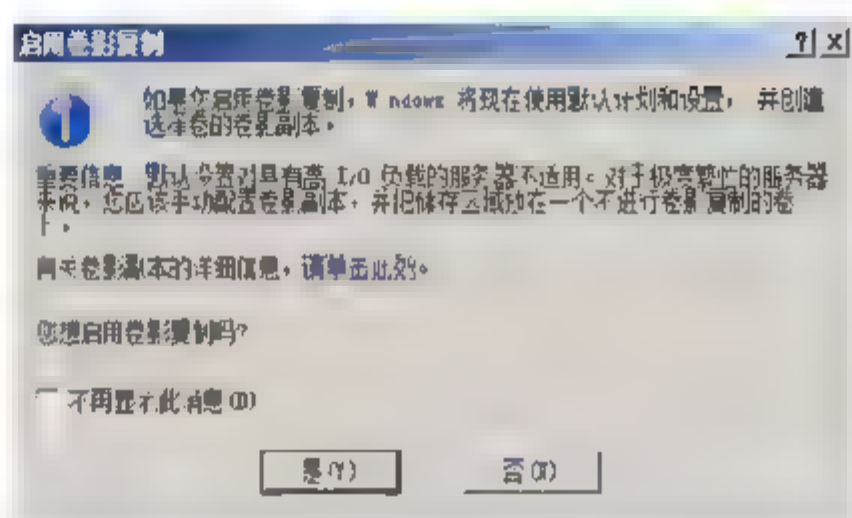 启用卷影复制
如果您启用卷影复制，Windows 将现在使用默认计划和设置，并创建
选择卷的卷影副本。
重要信息 默认设置对具有高 I/O 负载的服务器不适用。对于极度繁忙的服务器
来说，您应该手动配置卷影副本，并把储存区域放在一个不进行卷影复制的卷
上。
有关卷影副本的详细信息，请单击此处。
您想启用卷影复制吗?
不再显示此消息(D)
是(Y)
否(N)